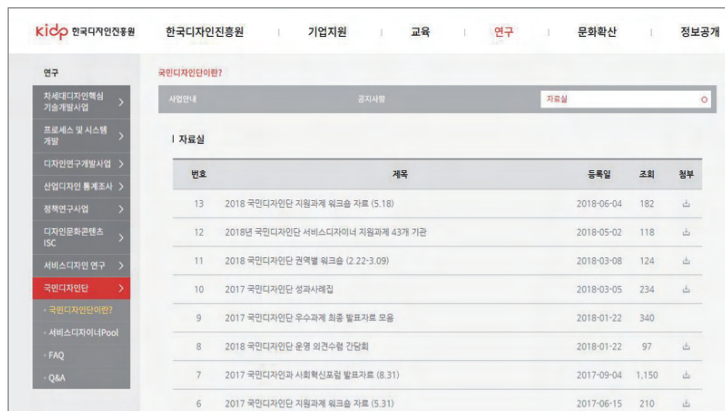 kidp 한국디자인진흥원
한국디자인진흥원 기업지원 교육 연구 문화확산 정보공개
연구
차세대디자인핵심
기술개발사업
프로세스 및 시스템
개발
디자인연구개발사업
산업디자인 통계조사
정책연구사업
디자인문화콘텐츠
ISC
서비스디자인 연구
국민디자인단
- 국민디자인단이란?
- 서비스디자이너Pool
- FAQ
- Q&A
국민디자인단이란?
사업안내 공지사항 자료실
자료실
번호 제목 등록일 조회 첨부
13 2018 국민디자인단 지원과제 워크숍 자료 (5.18) 2018-06-04 182
12 2018년 국민디자인단 서비스디자이너 지원과제 43개 기관 2018-05-02 118
11 2018 국민디자인단 권역별 워크숍 (2.22-3.09) 2018-03-08 124
10 2017 국민디자인단 성과사례집 2018-03-05 234
9 2017 국민디자인단 우수과제 최종 발표자료 모음 2018-01-22 340
8 2018 국민디자인단 운영 의견수렴 간담회 2018-01-22 97
7 2017 국민디자인과 사회혁신포럼 발표자료 (8.31) 2017-09-04 1,150
6 2017 국민디자인단 지원과제 워크숍 자료 (5.31) 2017-06-15 210